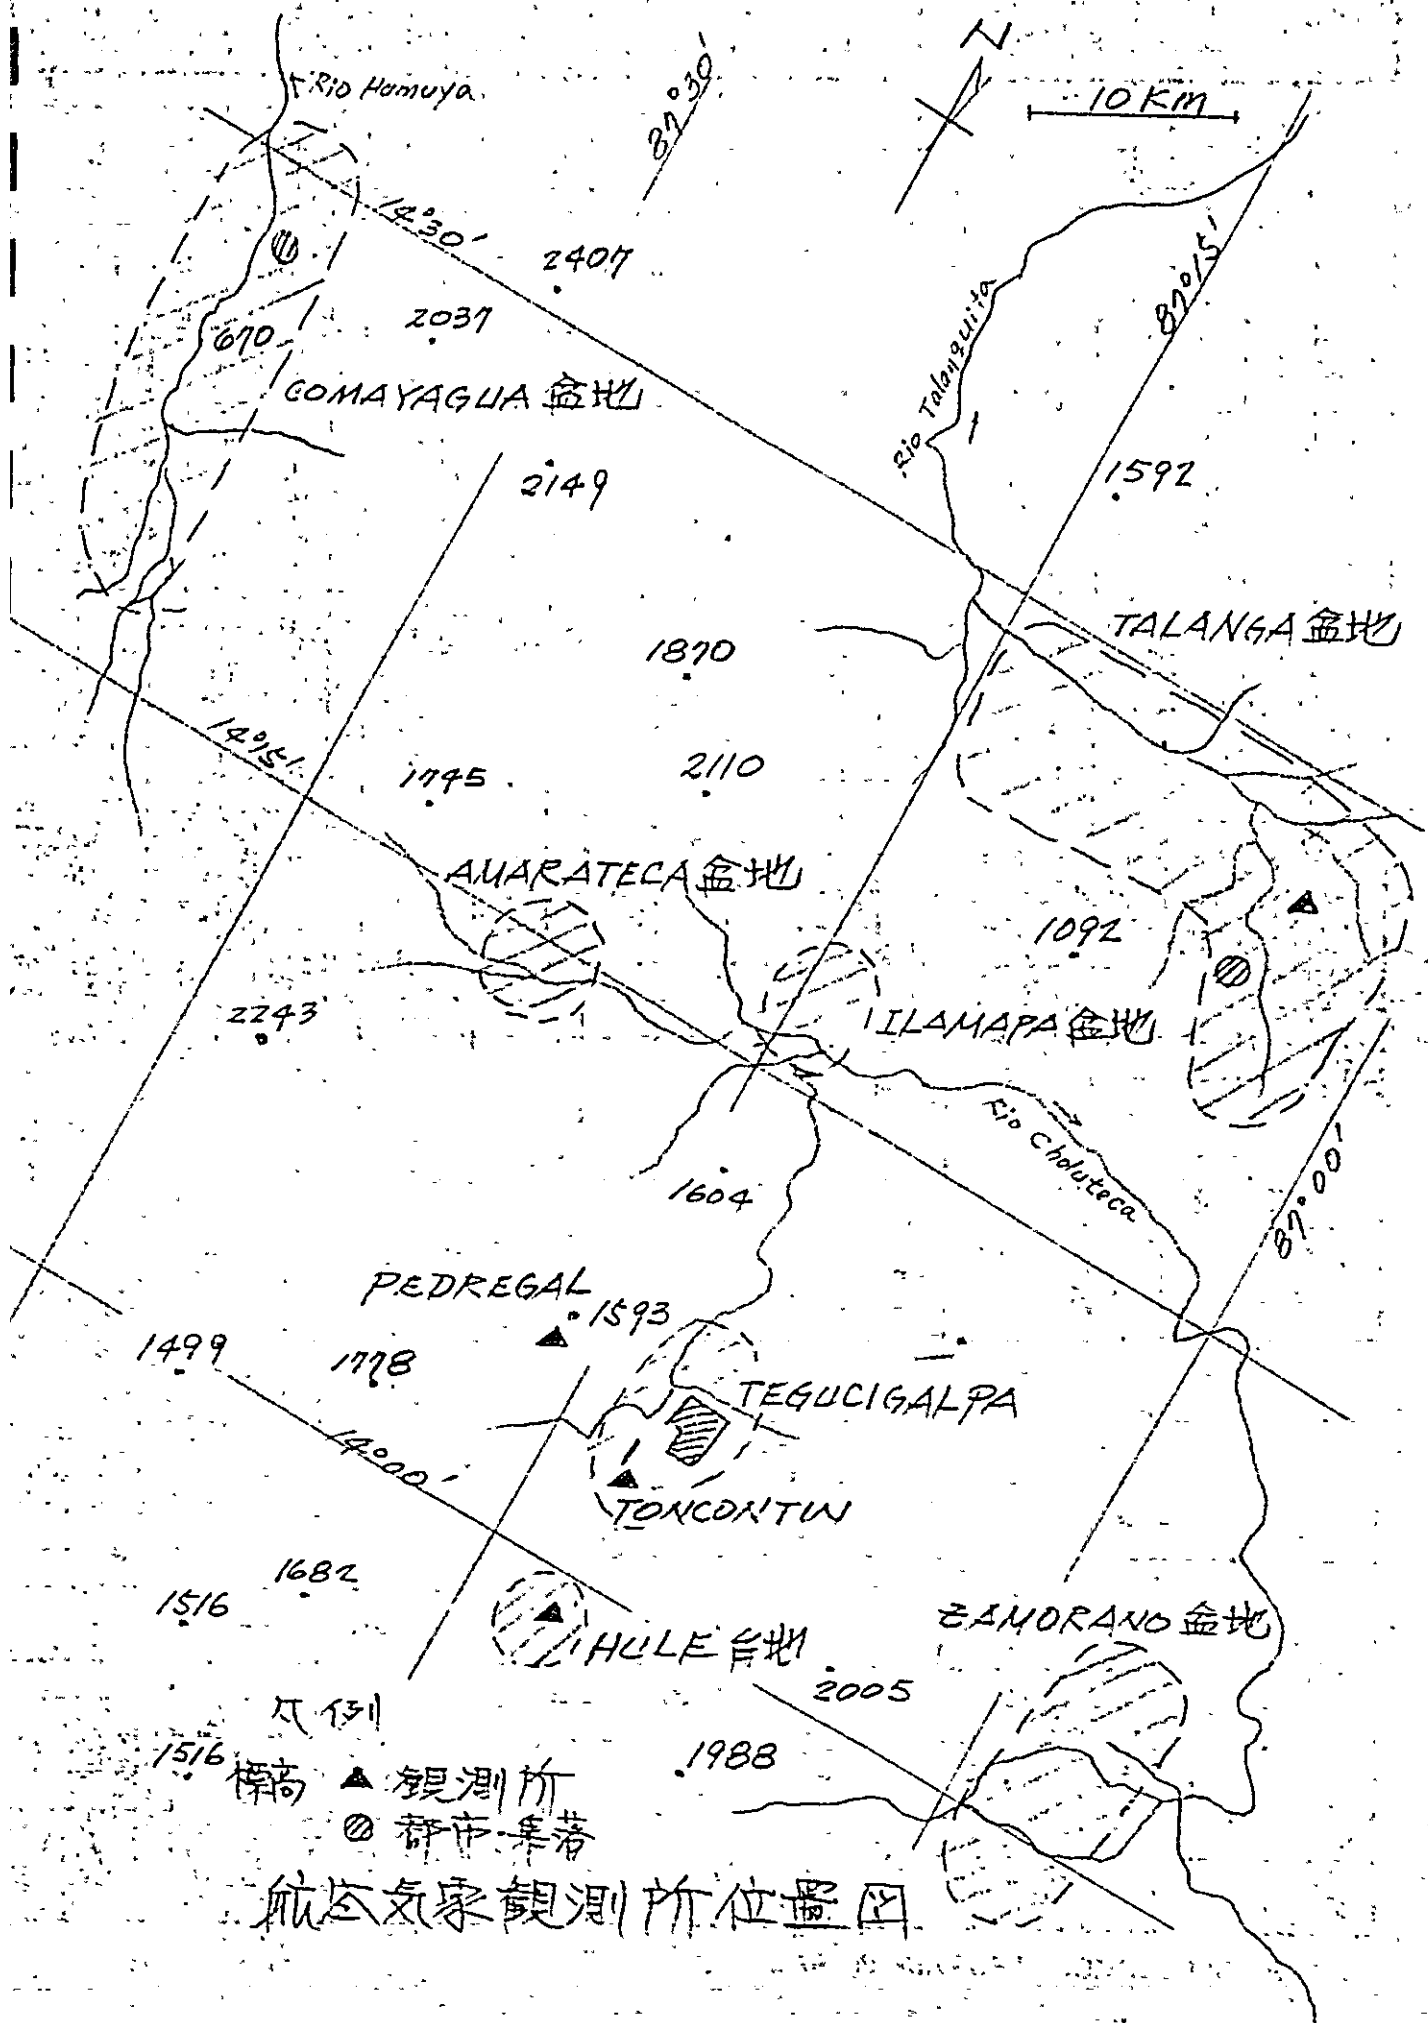 N
Rio Humuya
87°30′
10 Km
14°30′
2407
87°15′
2037
670
Rio Talanquita
COMAYAGUA 盆地
2149
1592
TALANGA 盆地
1870
14°15′
1745
2110
AMARATECA 盆地
1092
2243
ILAMAPA 盆地
Rio Choluteca
87°00′
1604
PEDREGAL
1593
1499
1778
TEGUCIGALPA
14°00′
TONCONTIN
1682
1516
ZAMORANO 盆地
HULE 台地
2005
凡例
1516 標高
1988
▲ 観測所
都市・集落
航空気象観測所位置図